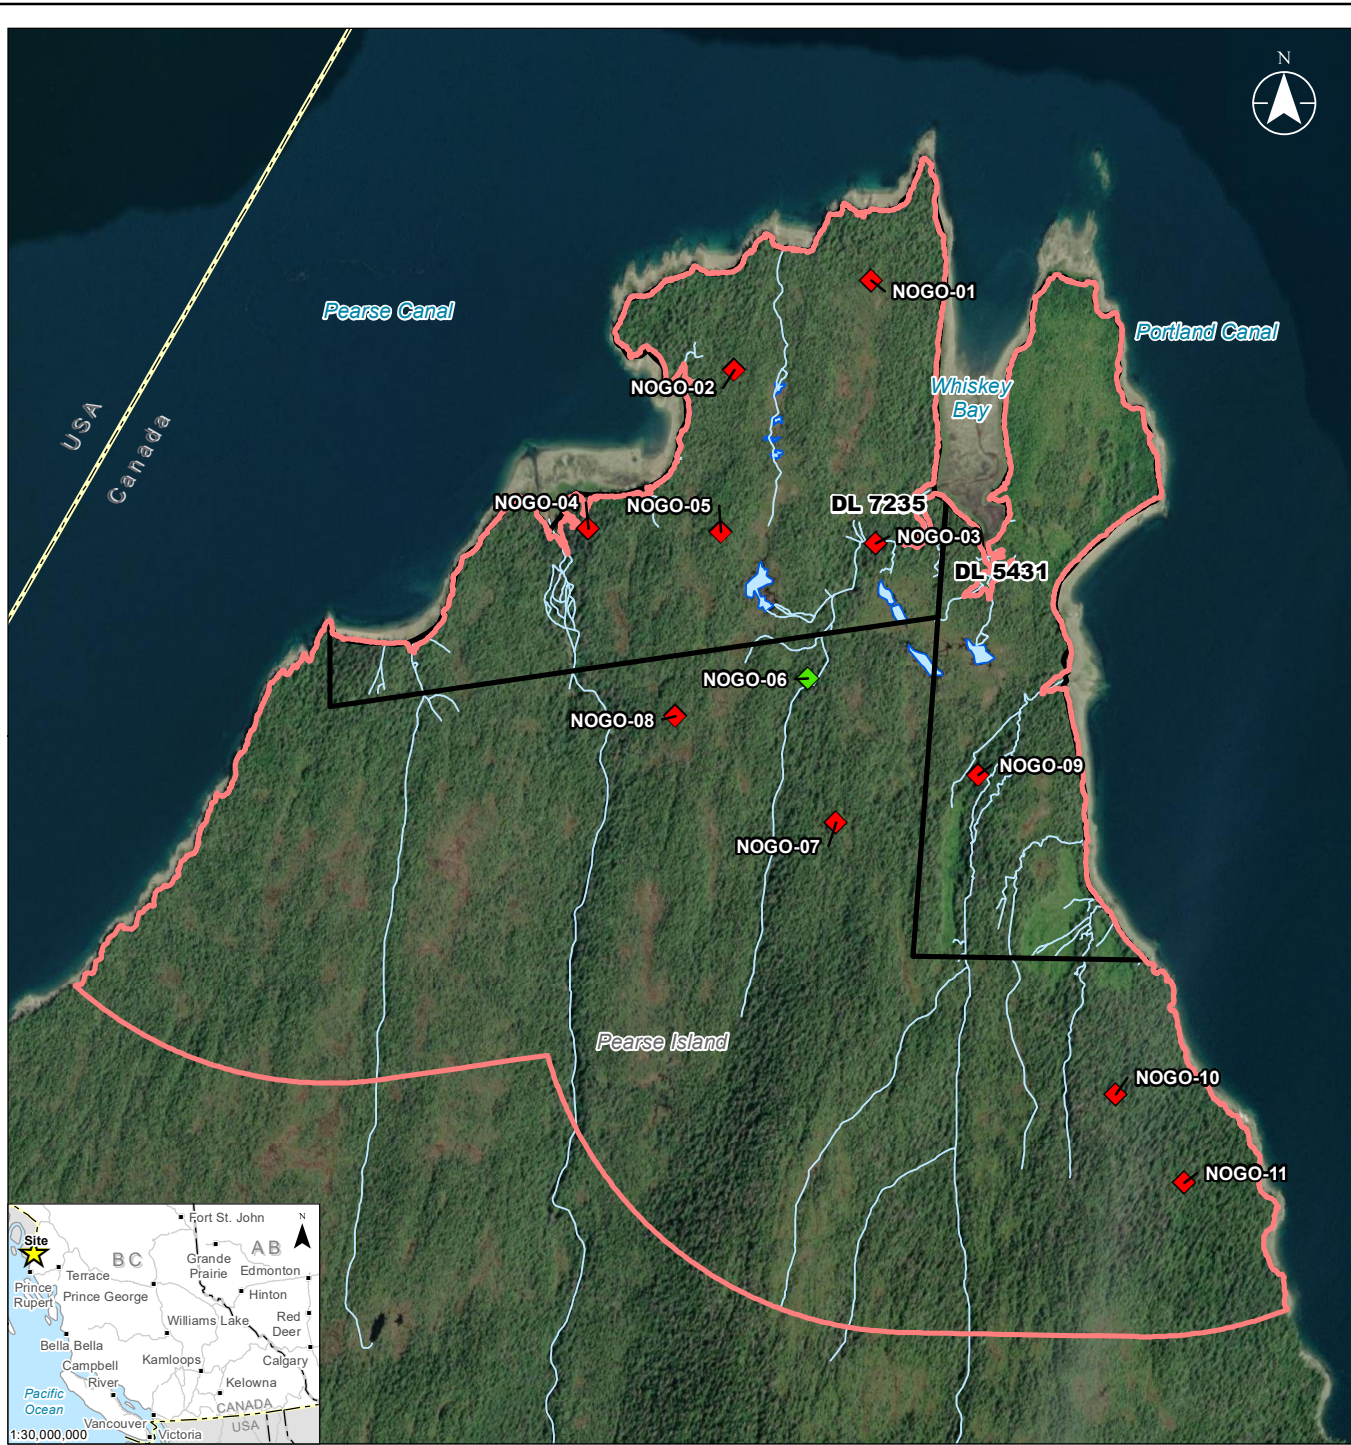 N
NOGO-01
Pearse Canal
Portland Canal
NOGO-02
Whiskey
Bay
USA
Canada
NOGO-04
NOGO-05
DL 7235
NOGO-03
DL 5431
NOGO-06
NOGO-08
NOGO-09
NOGO-07
Pearse Island
NOGO-10
NOGO-11
Fort St. John
N
Site
BC
AB
Grande
Prairie
Edmonton
Terrace
Prince
Rupert
Prince George
Hinton
Williams Lake
Red
Deer
Bella Bella
Campbell
River
Kamloops
Calgary
Kelowna
Pacific
Ocean
CANADA
USA
Vancouver
Victoria
1:30,000,000